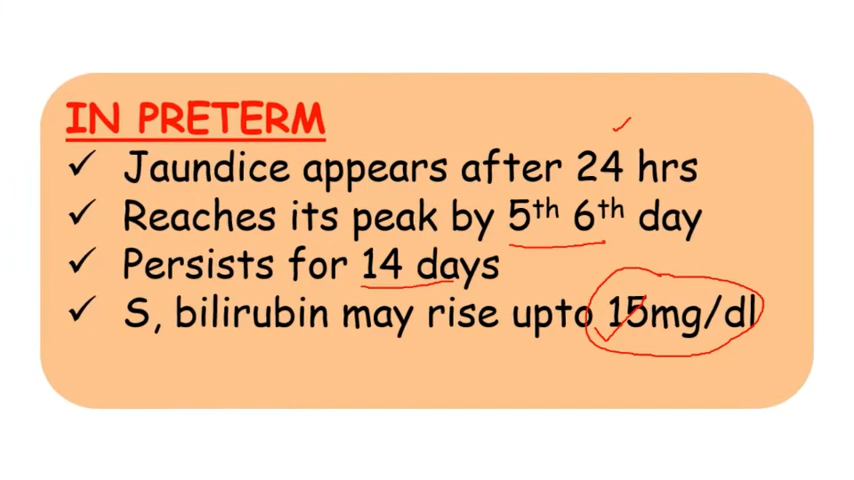 IN PRETERM
✓ Jaundice appears after 24 hrs
✓ Reaches its peak by 5th 6th day
✓ Persists for 14 days
✓ S, bilirubin may rise upto 15mg/dl